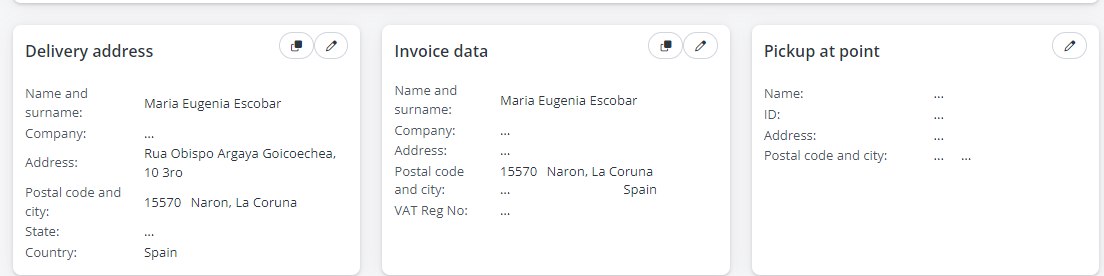 Delivery address
Name and surname: Maria Eugenia Escobar
Company: ...
Address: Rua Obispo Argaya Goicoechea, 10 3ro
Postal code and city: 15570 Naron, La Coruna
State: ...
Country: Spain
Invoice data
Name and surname: Maria Eugenia Escobar
Company: ...
Address: ...
Postal code and city: 15570 Naron, La Coruna
... Spain
VAT Reg No: ...
Pickup at point
Name: ...
ID: ...
Address: ...
Postal code and city: ... ...